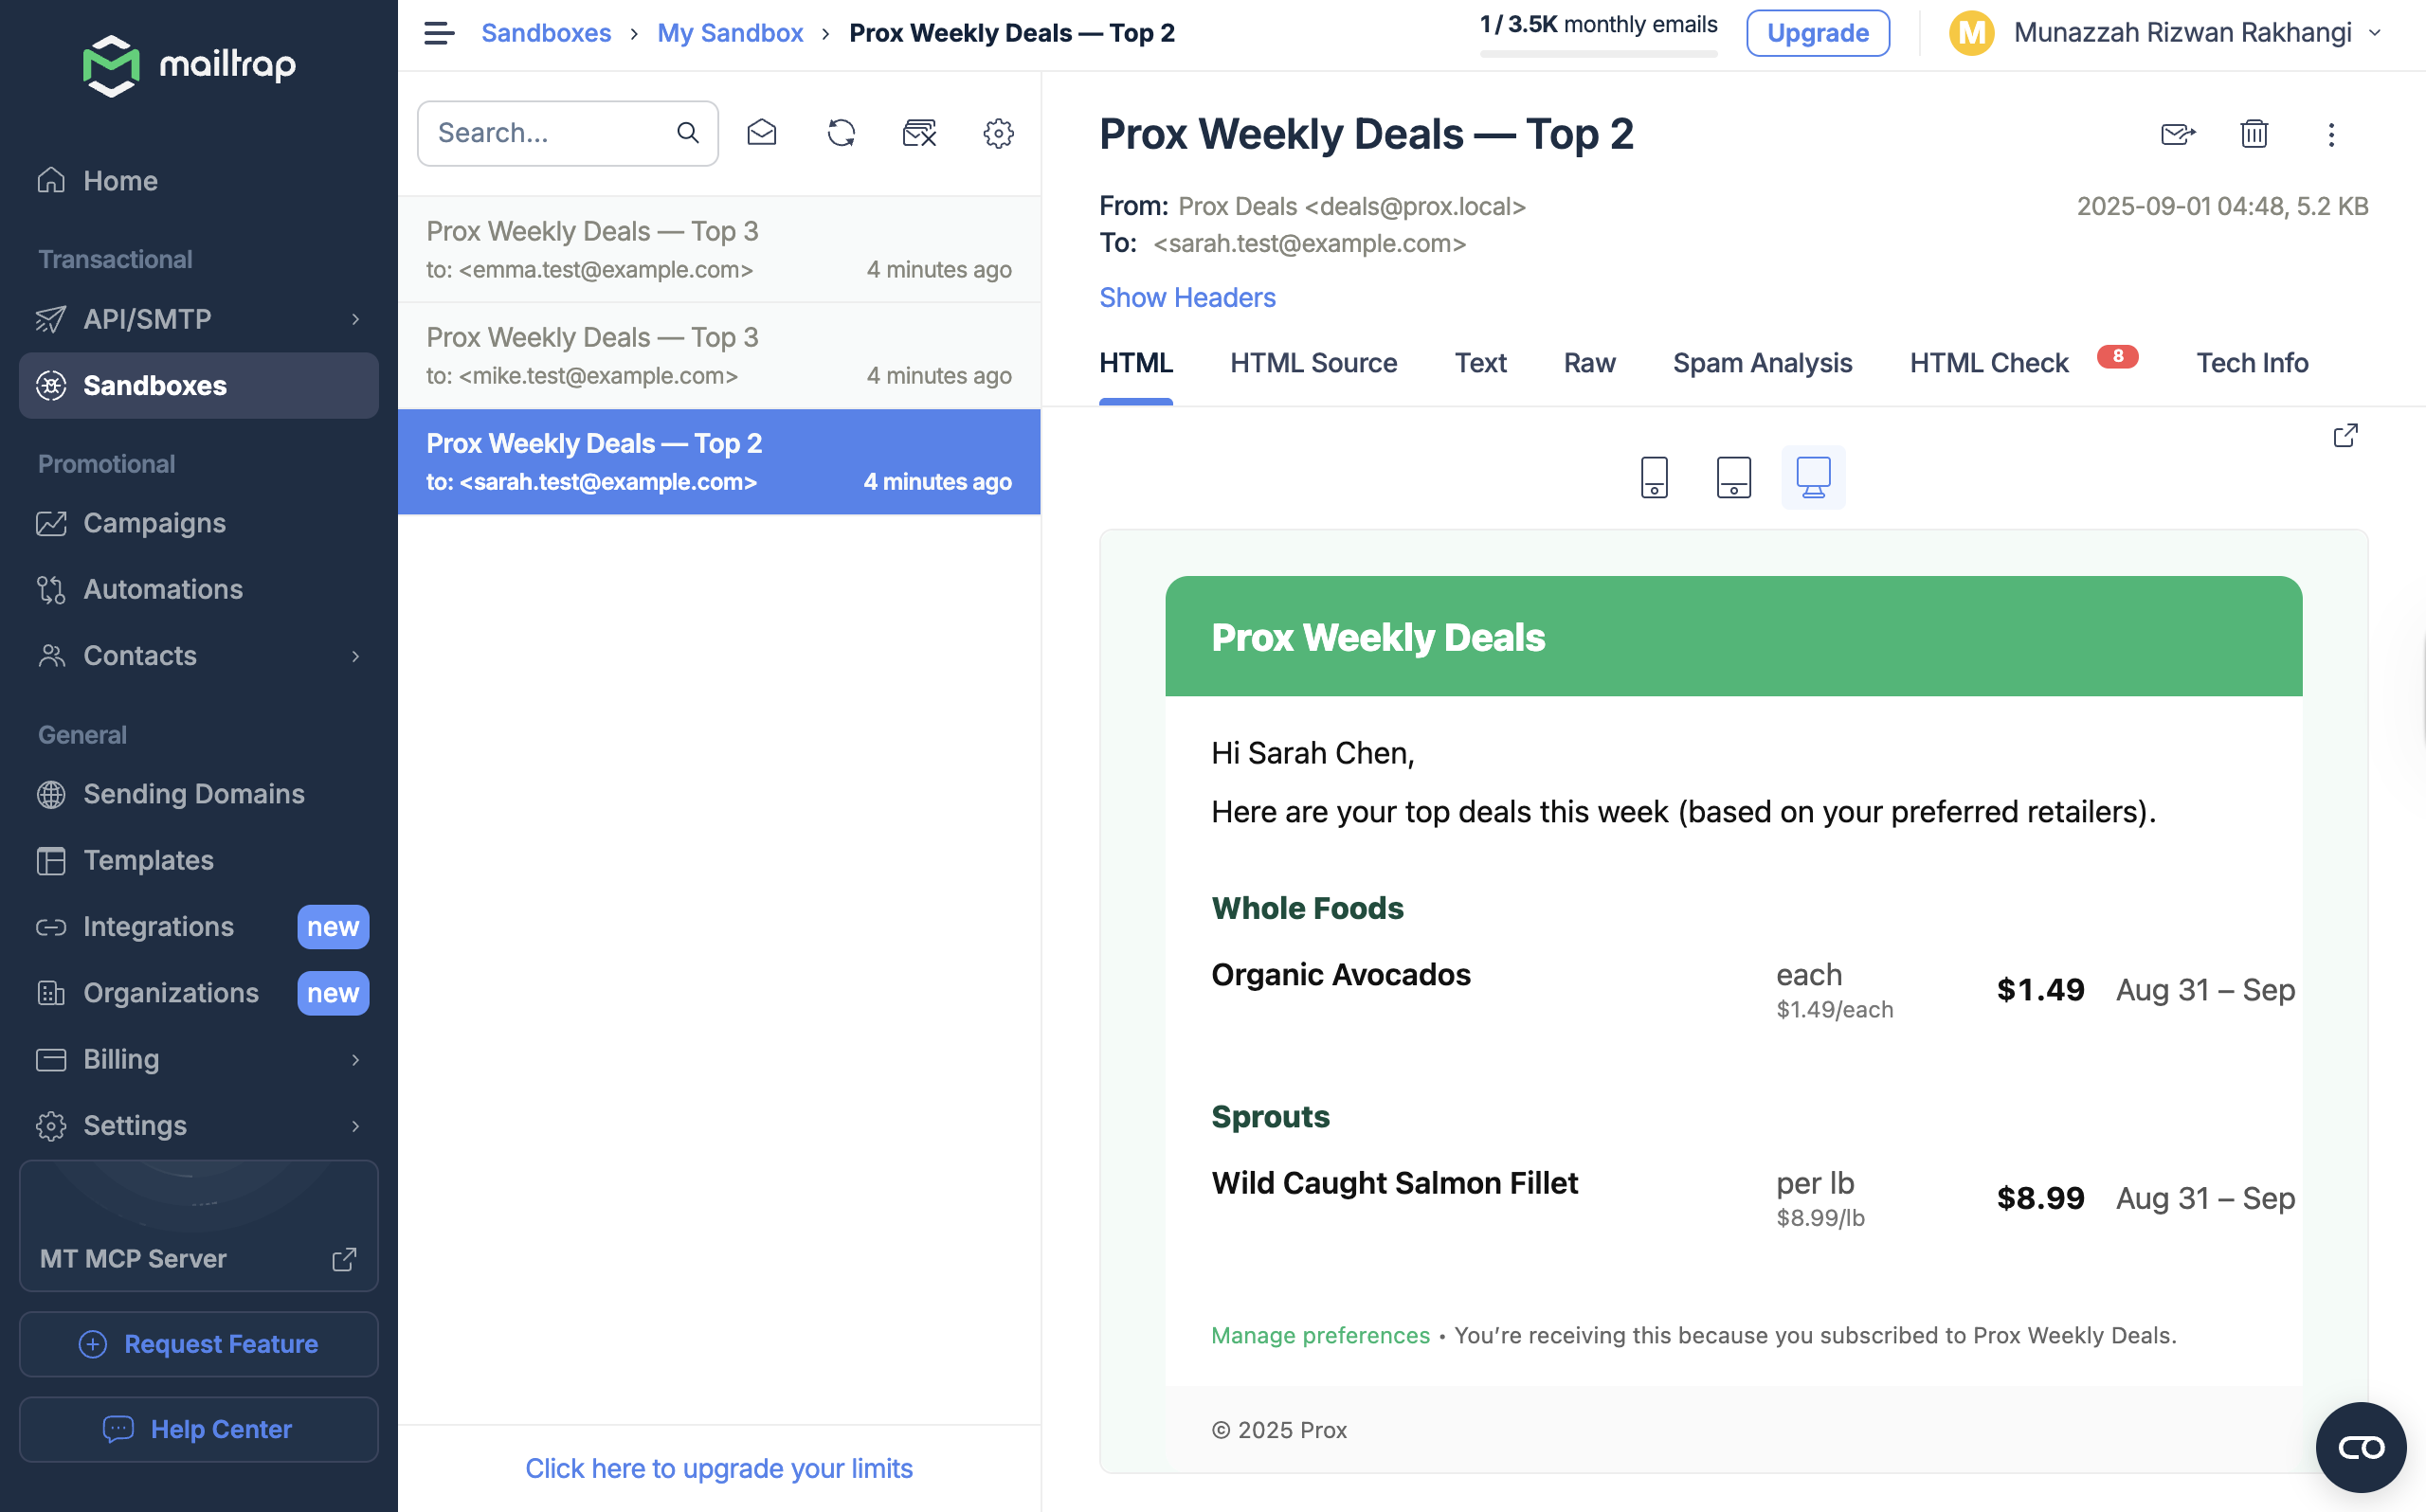 mailtrap
Home
Transactional
API/SMTP
Sandboxes
Promotional
Campaigns
Automations
Contacts
General
Sending Domains
Templates
Integrations new
Organizations new
Billing
Settings
MT MCP Server
Request Feature
Help Center
Sandboxes › My Sandbox › Prox Weekly Deals — Top 2
1 / 3.5K monthly emails
Upgrade
M Munazzah Rizwan Rakhangi
Search...
Prox Weekly Deals — Top 3
to: <emma.test@example.com> 4 minutes ago
Prox Weekly Deals — Top 3
to: <mike.test@example.com> 4 minutes ago
Prox Weekly Deals — Top 2
to: <sarah.test@example.com> 4 minutes ago
Click here to upgrade your limits
Prox Weekly Deals — Top 2
From: Prox Deals <deals@prox.local> 2025-09-01 04:48, 5.2 KB
To: <sarah.test@example.com>
Show Headers
HTML HTML Source Text Raw Spam Analysis HTML Check 8 Tech Info
Prox Weekly Deals
Hi Sarah Chen,
Here are your top deals this week (based on your preferred retailers).
Whole Foods
Organic Avocados each $1.49 Aug 31 – Sep
$1.49/each
Sprouts
Wild Caught Salmon Fillet per lb $8.99 Aug 31 – Sep
$8.99/lb
Manage preferences • You’re receiving this because you subscribed to Prox Weekly Deals.
© 2025 Prox